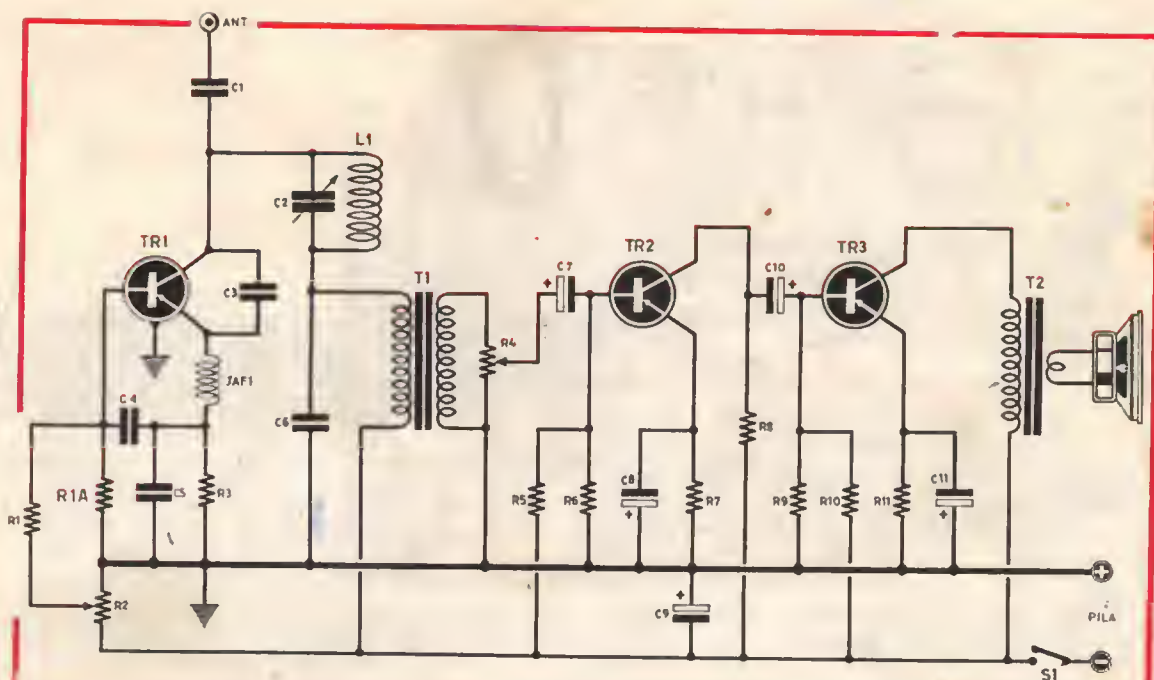 ANT
C1
L1
C2
TR1
C3
T1
C7
+
TR2
C10
+
TR3
T2
R4
JAF1
C4
C6
R8
R1A
C5
R3
R5
R6
C8
+
R7
R9
R10
R11
C11
+
R1
R2
+
C9
+
PILA
S1
-